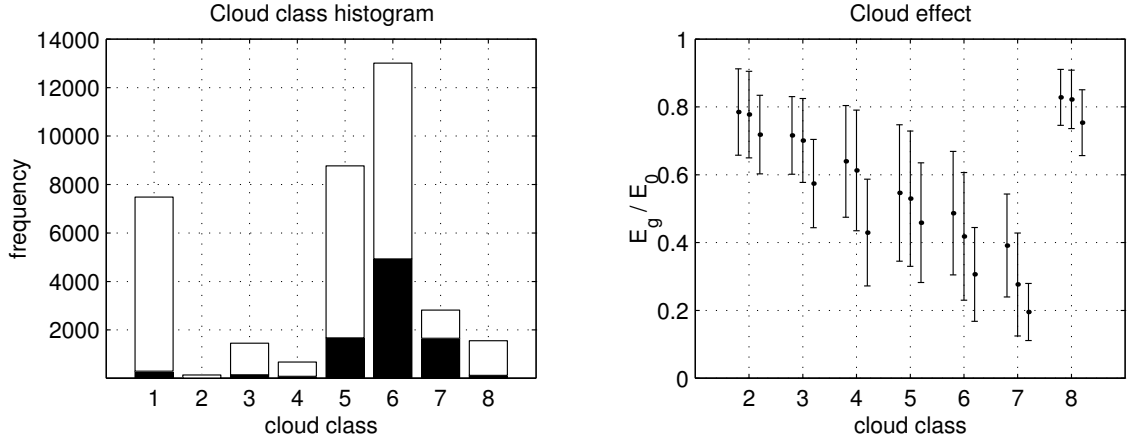 Cloud class histogram
14000
12000
10000
8000
6000
4000
2000
frequency
1 2 3 4 5 6 7 8
cloud class
Cloud effect
1
0.8
0.6
0.4
0.2
0
E_g / E_0
2 3 4 5 6 7 8
cloud class